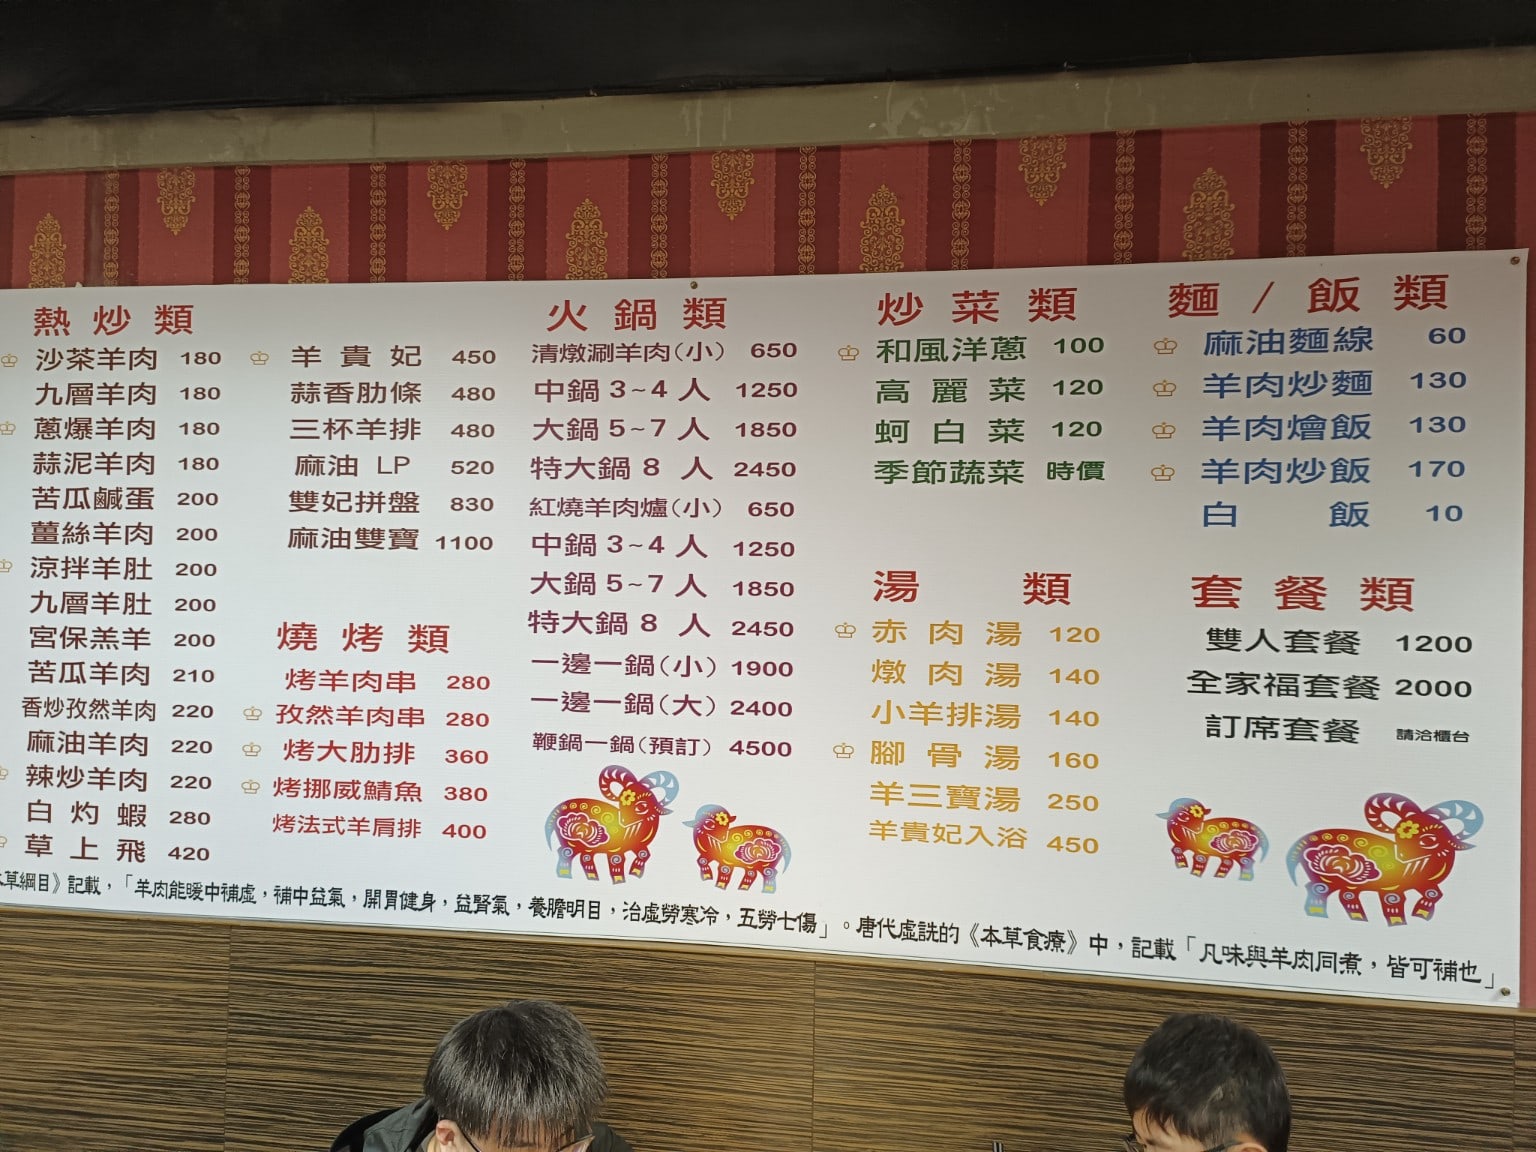 熱炒類
沙茶羊肉 180
九層羊肉 180
蔥爆羊肉 180
蒜泥羊肉 180
苦瓜鹹蛋 200
薑絲羊肉 200
涼拌羊肚 200
九層羊肚 200
宮保羔羊 200
苦瓜羊肉 210
香炒孜然羊肉 220
麻油羊肉 220
辣炒羊肉 220
白灼蝦 280
草上飛 420
羊貴妃 450
蒜香肋條 480
三杯羊排 480
麻油 LP 520
雙妃拼盤 830
麻油雙寶 1100
燒烤類
烤羊肉串 280
孜然羊肉串 280
烤大肋排 360
烤挪威鯖魚 380
烤法式羊肩排 400
火鍋類
清燉涮羊肉(小) 650
中鍋3~4人 1250
大鍋5~7人 1850
特大鍋8人 2450
紅燒羊肉爐(小) 650
中鍋3~4人 1250
大鍋5~7人 1850
特大鍋8人 2450
一邊一鍋(小) 1900
一邊一鍋(大) 2400
鞭鍋一鍋(預訂) 4500
炒菜類
和風洋蔥 100
高麗菜 120
蚵白菜 120
季節蔬菜 時價
湯類
赤肉湯 120
燉肉湯 140
小羊排湯 140
腳骨湯 160
羊三寶湯 250
羊貴妃入浴 450
麵/飯類
麻油麵線 60
羊肉炒麵 130
羊肉燴飯 130
羊肉炒飯 170
白飯 10
套餐類
雙人套餐 1200
全家福套餐 2000
訂席套餐 請洽櫃台
本草綱目》記載，「羊肉能暖中補虛，補中益氣，開胃健身，益腎氣，養膽明目，治虛勞寒冷，五勞七傷」。唐代虛詵的《本草食療》中，記載「凡味與羊肉同煮，皆可補也」